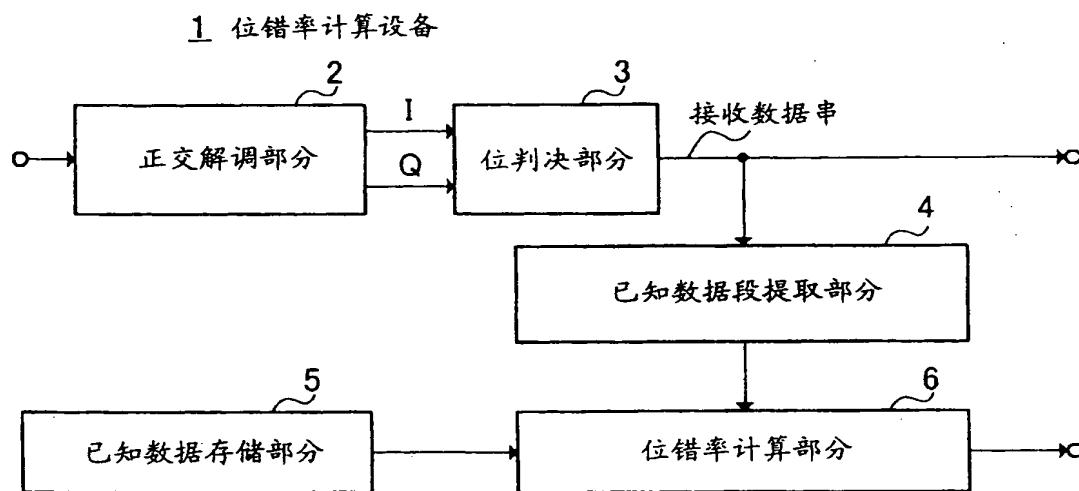 1 位错率计算设备
2
3
正交解调部分
I
Q
位判决部分
接收数据串
4
已知数据段提取部分
5
6
已知数据存储部分
位错率计算部分